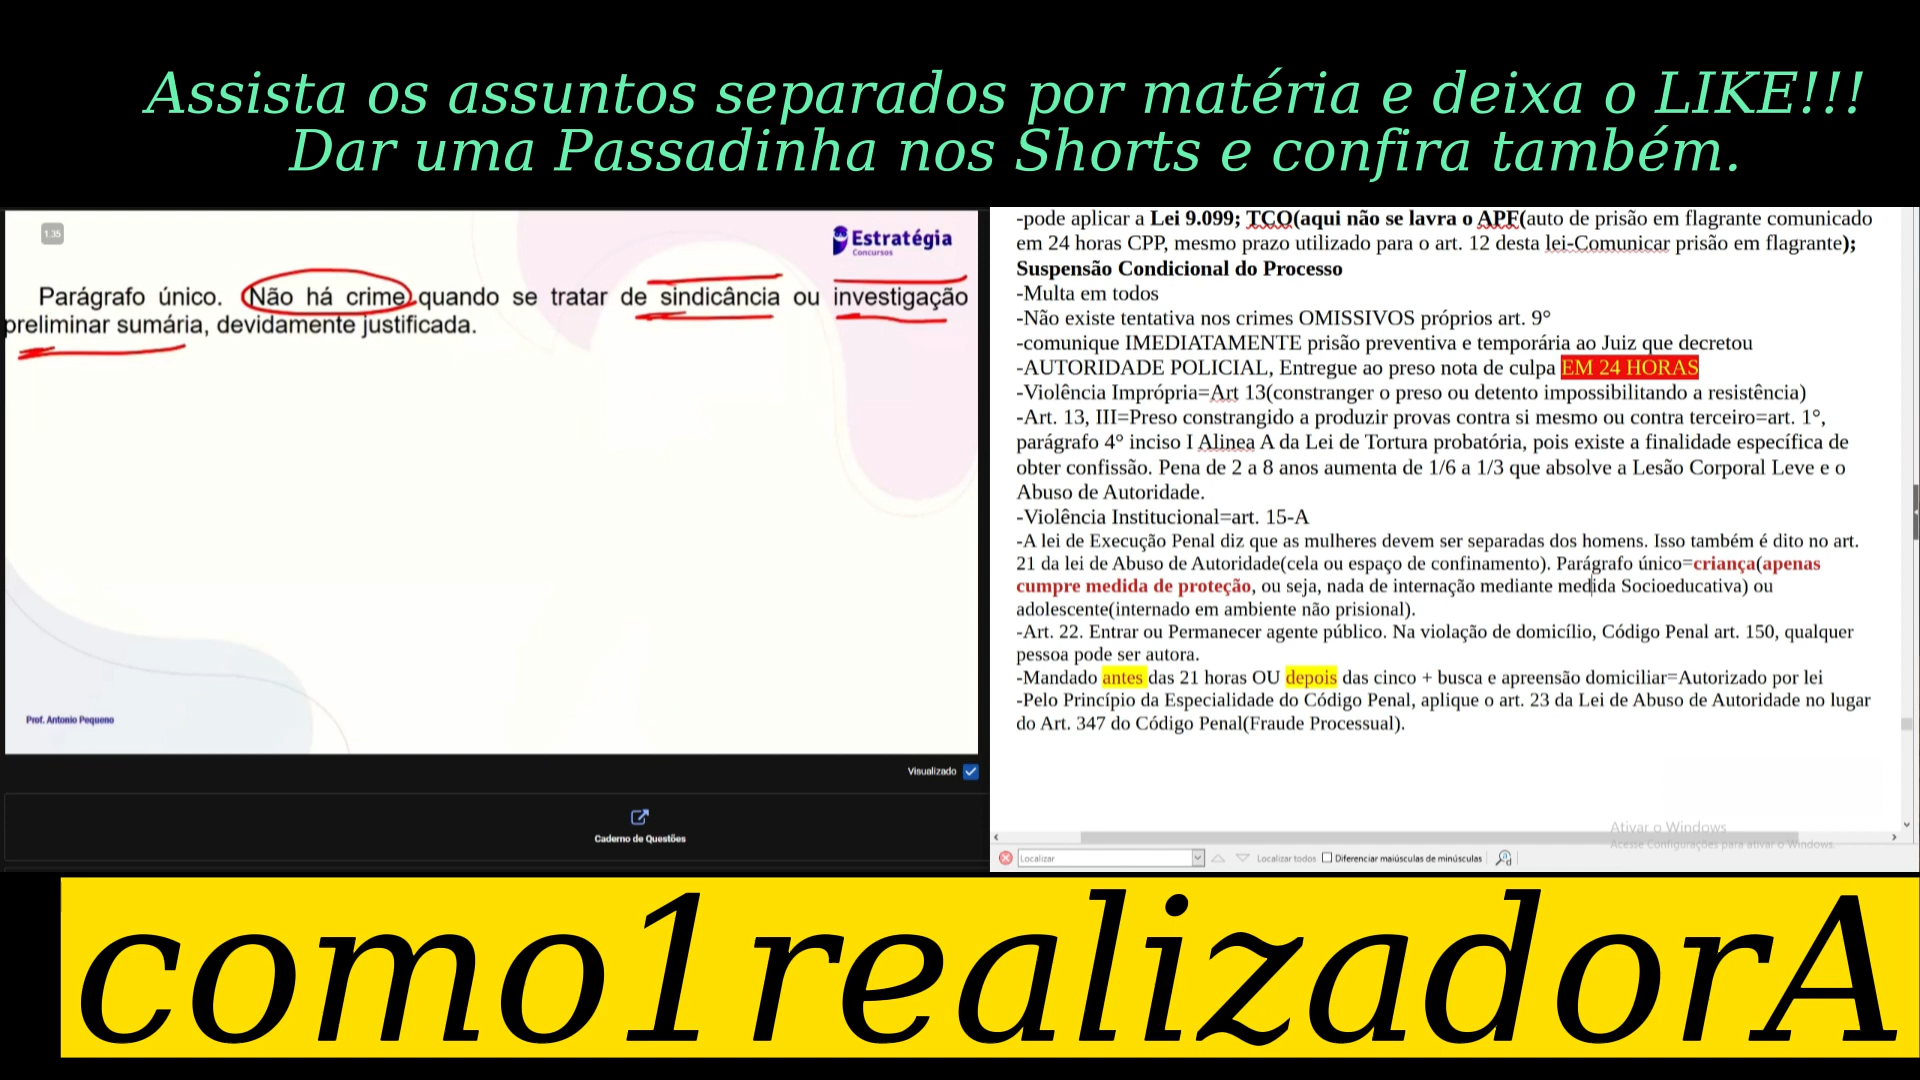 Assista os assuntos separados por matéria e deixa o LIKE!!!
Dar uma Passadinha nos Shorts e confira também.
1.35
Estratégia
Concursos
Parágrafo único. Não há crime quando se tratar de sindicância ou investigação
preliminar sumária, devidamente justificada.
Prof. Antonio Pequeno
Visualizado
Caderno de Questões
-pode aplicar a Lei 9.099; TCO(aqui não se lavra o APF(auto de prisão em flagrante comunicado
em 24 horas CPP, mesmo prazo utilizado para o art. 12 desta lei-Comunicar prisão em flagrante);
Suspensão Condicional do Processo
-Multa em todos
-Não existe tentativa nos crimes OMISSIVOS próprios art. 9°
-comunique IMEDIATAMENTE prisão preventiva e temporária ao Juiz que decretou
-AUTORIDADE POLICIAL, Entregue ao preso nota de culpa EM 24 HORAS
-Violência Imprópria=Art 13(constranger o preso ou detento impossibilitando a resistência)
-Art. 13, III=Preso constrangido a produzir provas contra si mesmo ou contra terceiro=art. 1°,
parágrafo 4° inciso I Alinea A da Lei de Tortura probatória, pois existe a finalidade específica de
obter confissão. Pena de 2 a 8 anos aumenta de 1/6 a 1/3 que absolve a Lesão Corporal Leve e o
Abuso de Autoridade.
-Violência Institucional=art. 15-A
-A lei de Execução Penal diz que as mulheres devem ser separadas dos homens. Isso também é dito no art.
21 da lei de Abuso de Autoridade(cela ou espaço de confinamento). Parágrafo único=criança(apenas
cumpre medida de proteção, ou seja, nada de internação mediante medida Socioeducativa) ou
adolescente(internado em ambiente não prisional).
-Art. 22. Entrar ou Permanecer agente público. Na violação de domicílio, Código Penal art. 150, qualquer
pessoa pode ser autora.
-Mandado antes das 21 horas OU depois das cinco + busca e apreensão domiciliar=Autorizado por lei
-Pelo Princípio da Especialidade do Código Penal, aplique o art. 23 da Lei de Abuso de Autoridade no lugar
do Art. 347 do Código Penal(Fraude Processual).
Ativar o Windows
Acesse Configurações para ativar o Windows.
Localizar
Localizar todos
Diferenciar maiúsculas de minúsculas
como1realizadorA